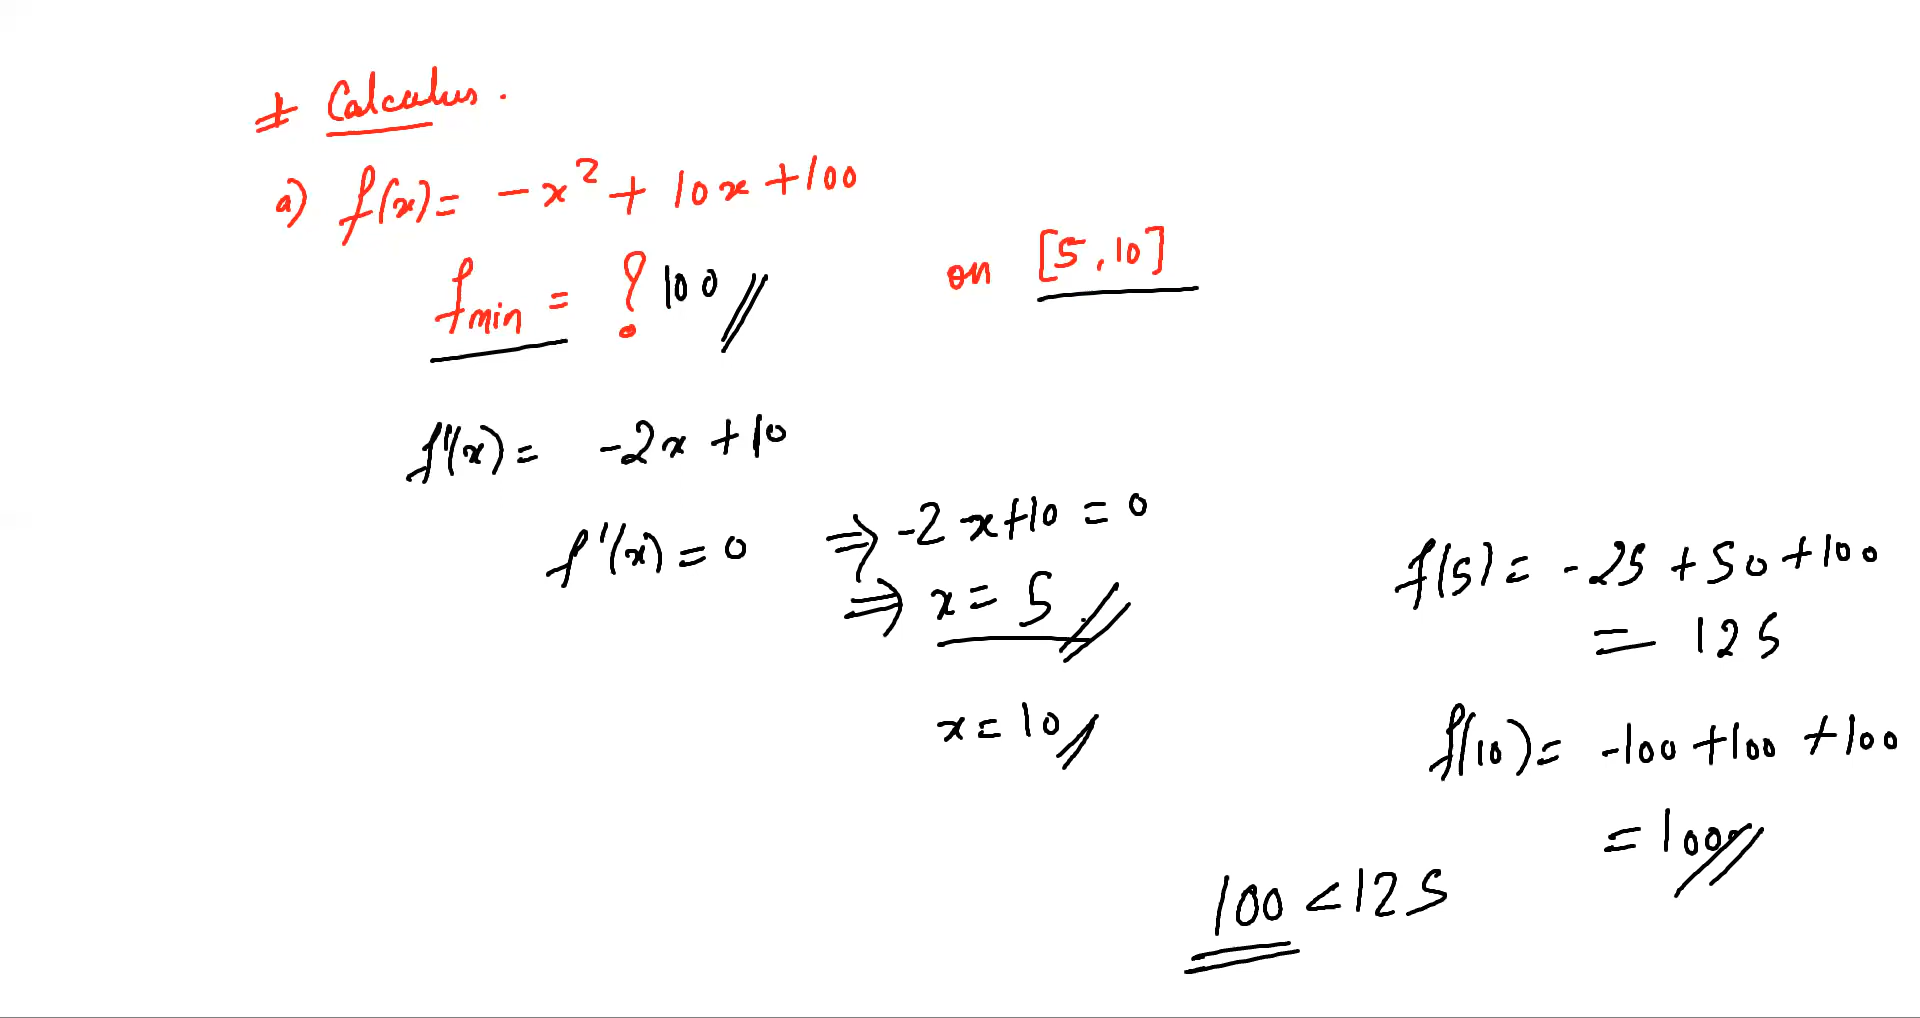 # Calculus.
a) f(x) = -x² + 10x + 100
on [5, 10]
fmin = ? 100
f'(x) = -2x + 10
f'(x) = 0 ⇒ -2x + 10 = 0
⇒ x = 5
x = 10
f(5) = -25 + 50 + 100
= 125
f(10) = -100 + 100 + 100
= 100
100 < 125